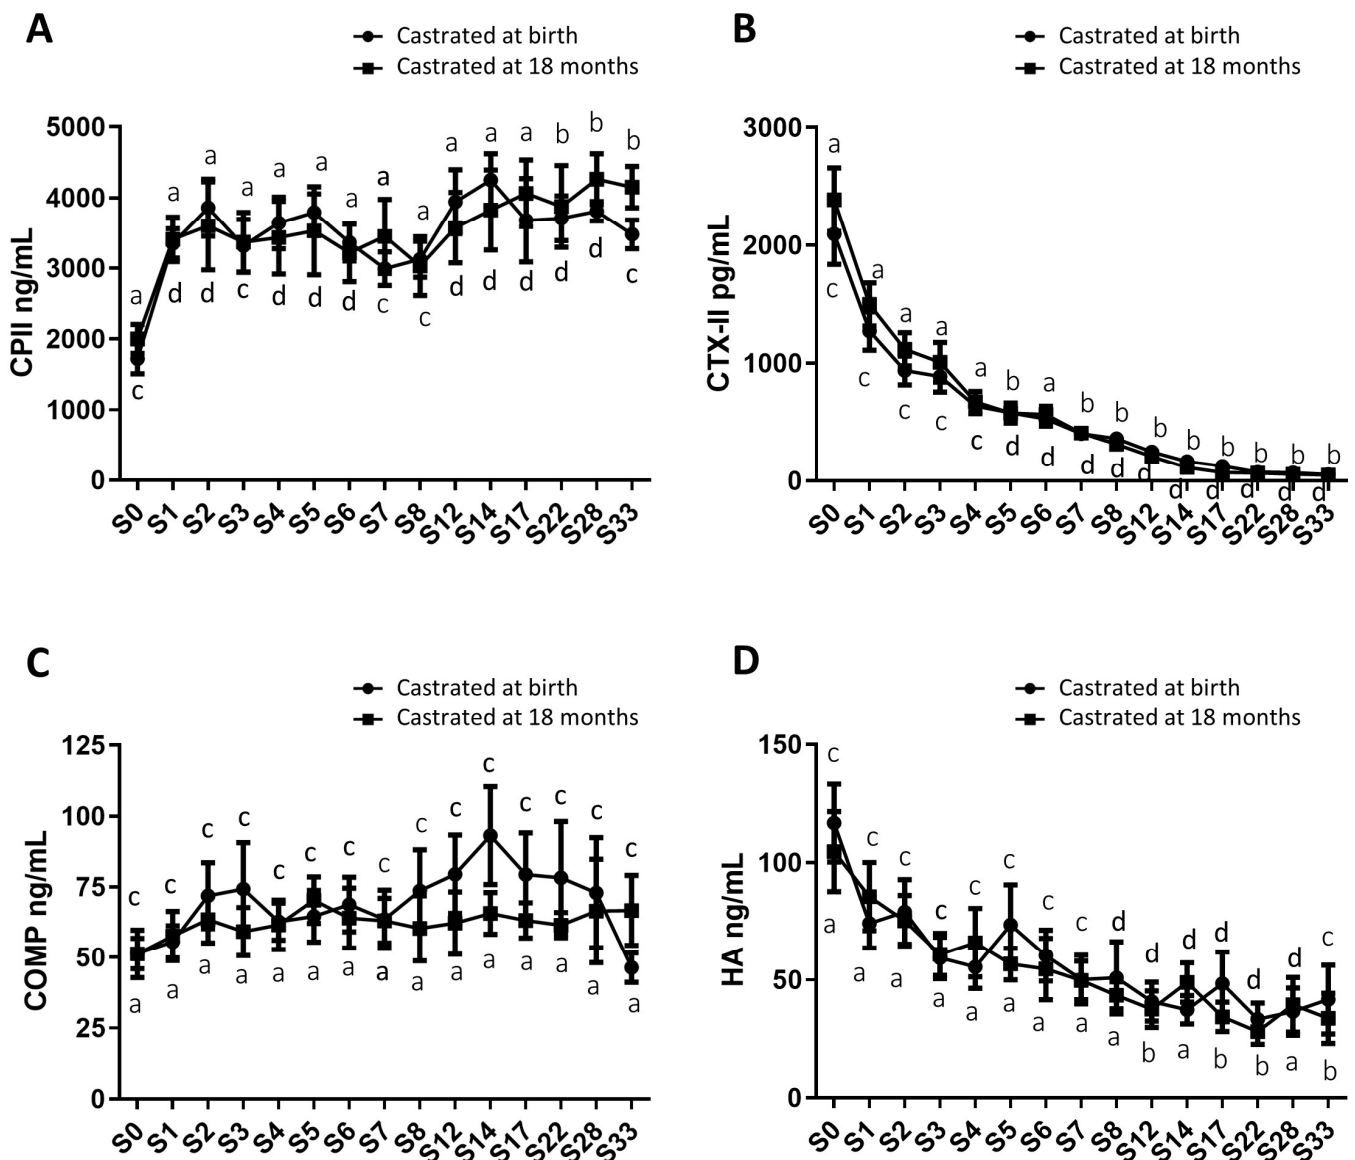 A
Castrated at birth
Castrated at 18 months
CPII ng/mL
5000
4000
3000
2000
1000
0
a a a a a a a a a a a a b b b
c d d c d d d c c d d d d d c
S0 S1 S2 S3 S4 S5 S6 S7 S8 S12 S14 S17 S22 S28 S33
B
Castrated at birth
Castrated at 18 months
CTX-II pg/mL
3000
2000
1000
0
a a a a a b a b b b b b b b b
c c c c c d d d d d d d d d d
S0 S1 S2 S3 S4 S5 S6 S7 S8 S12 S14 S17 S22 S28 S33
C
Castrated at birth
Castrated at 18 months
COMP ng/mL
125
100
75
50
25
0
c c c c c c c c c c c c c c c
a a a a a a a a a a a a a a a
S0 S1 S2 S3 S4 S5 S6 S7 S8 S12 S14 S17 S22 S28 S33
D
Castrated at birth
Castrated at 18 months
HA ng/mL
150
100
50
0
c c c c c c c c d d d d d d c
a a a a a a a a a b a b b a b
S0 S1 S2 S3 S4 S5 S6 S7 S8 S12 S14 S17 S22 S28 S33